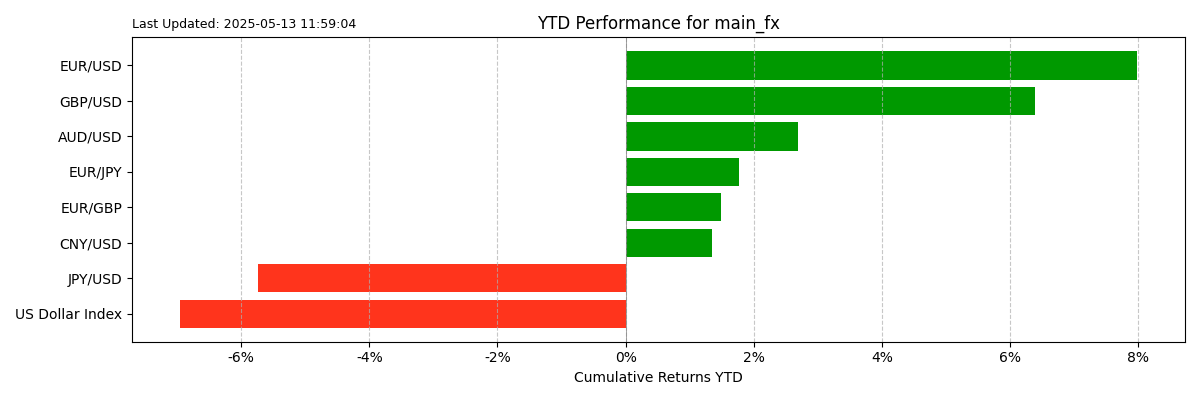 Last Updated: 2025-05-13 11:59:04
YTD Performance for main_fx
EUR/USD
GBP/USD
AUD/USD
EUR/JPY
EUR/GBP
CNY/USD
JPY/USD
US Dollar Index
-6% -4% -2% 0% 2% 4% 6% 8%
Cumulative Returns YTD